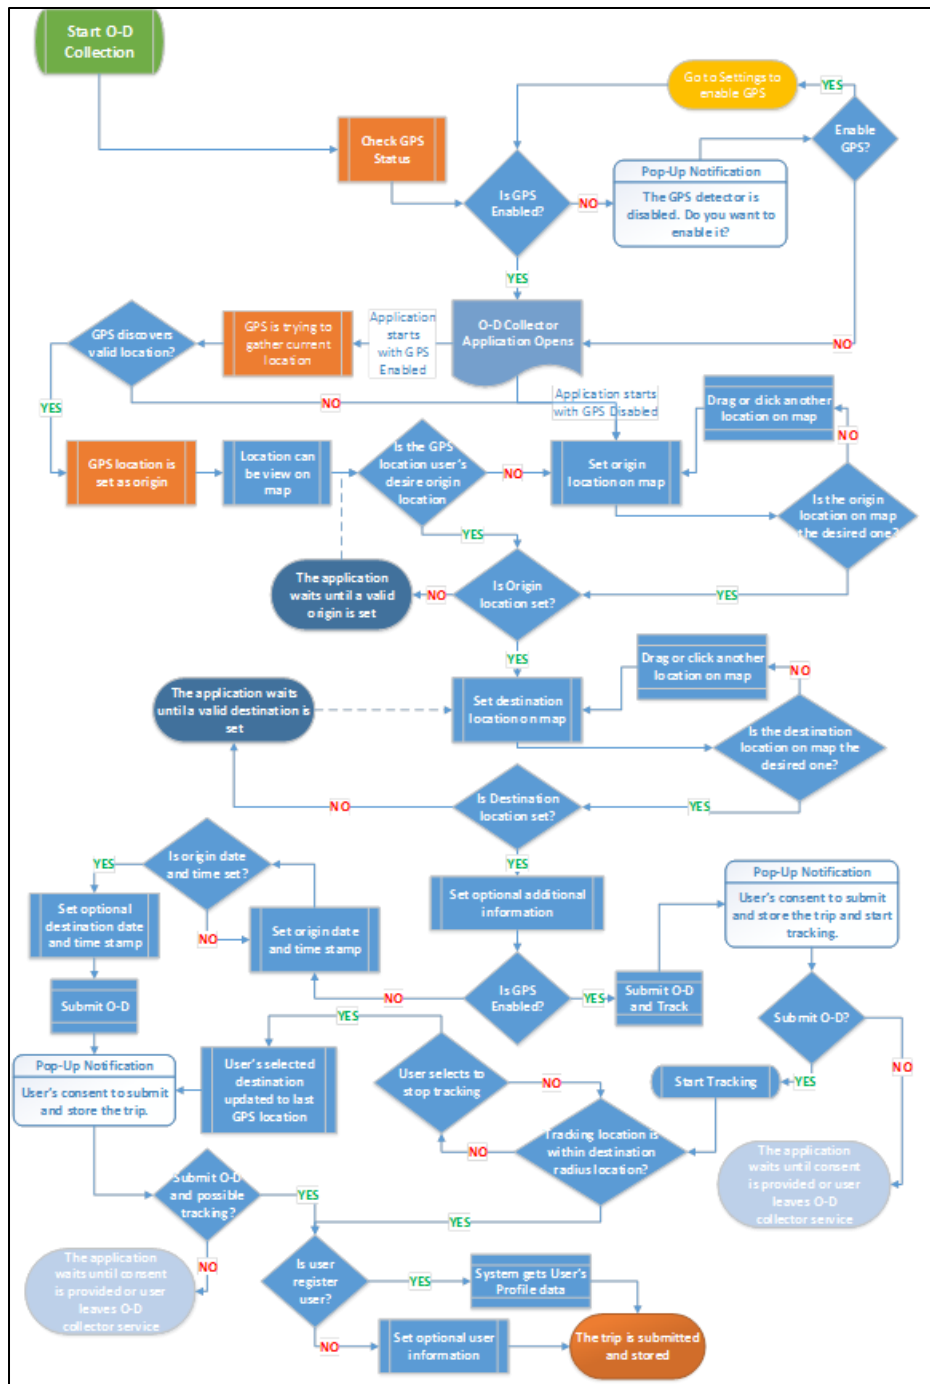 Start O-D
Collection
Go to Settings to
enable GPS
YES
Enable
GPS?
Check GPS
Status
Is GPS
Enabled?
NO
Pop-Up Notification
The GPS detector is
disabled. Do you want to
enable it?
YES
GPS discovers
valid location?
GPS is trying to
gather current
location
Application
starts
with GPS
Enabled
O-D Collector
Application Opens
NO
YES
NO
Application starts
with GPS Disabled
Drag or click another
location on map
NO
GPS location is
set as origin
Location can
be view on
map
Is the GPS
location user's
desire origin
location
NO
Set origin
location on map
Is the origin
location on map
the desired one?
YES
The application
waits until a valid
origin is set
NO
Is Origin
location set?
YES
YES
Drag or click another
location on map
NO
The application waits
until a valid destination is
set
Set destination
location on map
Is the destination
location on map the
desired one?
NO
Is Destination
location set?
YES
YES
YES
Is origin date
and time set?
Set optional
destination date
and time stamp
NO
Set origin date
and time stamp
Set optional additional
information
Pop-Up Notification
User's consent to submit
and store the trip and start
tracking.
Submit O-D
NO
Is GPS
Enabled?
YES
Submit O-D
and Track
Submit O-D?
YES
NO
Pop-Up Notification
User's consent to submit
and store the trip.
User's selected
destination
updated to last
GPS location
User selects to
stop tracking
NO
Start Tracking
YES
NO
Tracking location is
within destination
radius location?
The application
waits until consent
is provided or user
leaves O-D
collector service
Submit O-D
and possible
tracking?
YES
YES
The application
waits until consent
is provided or user
leaves O-D
collector service
NO
Is user
register
user?
YES
System gets User's
Profile data
NO
Set optional user
information
The trip is submitted
and stored